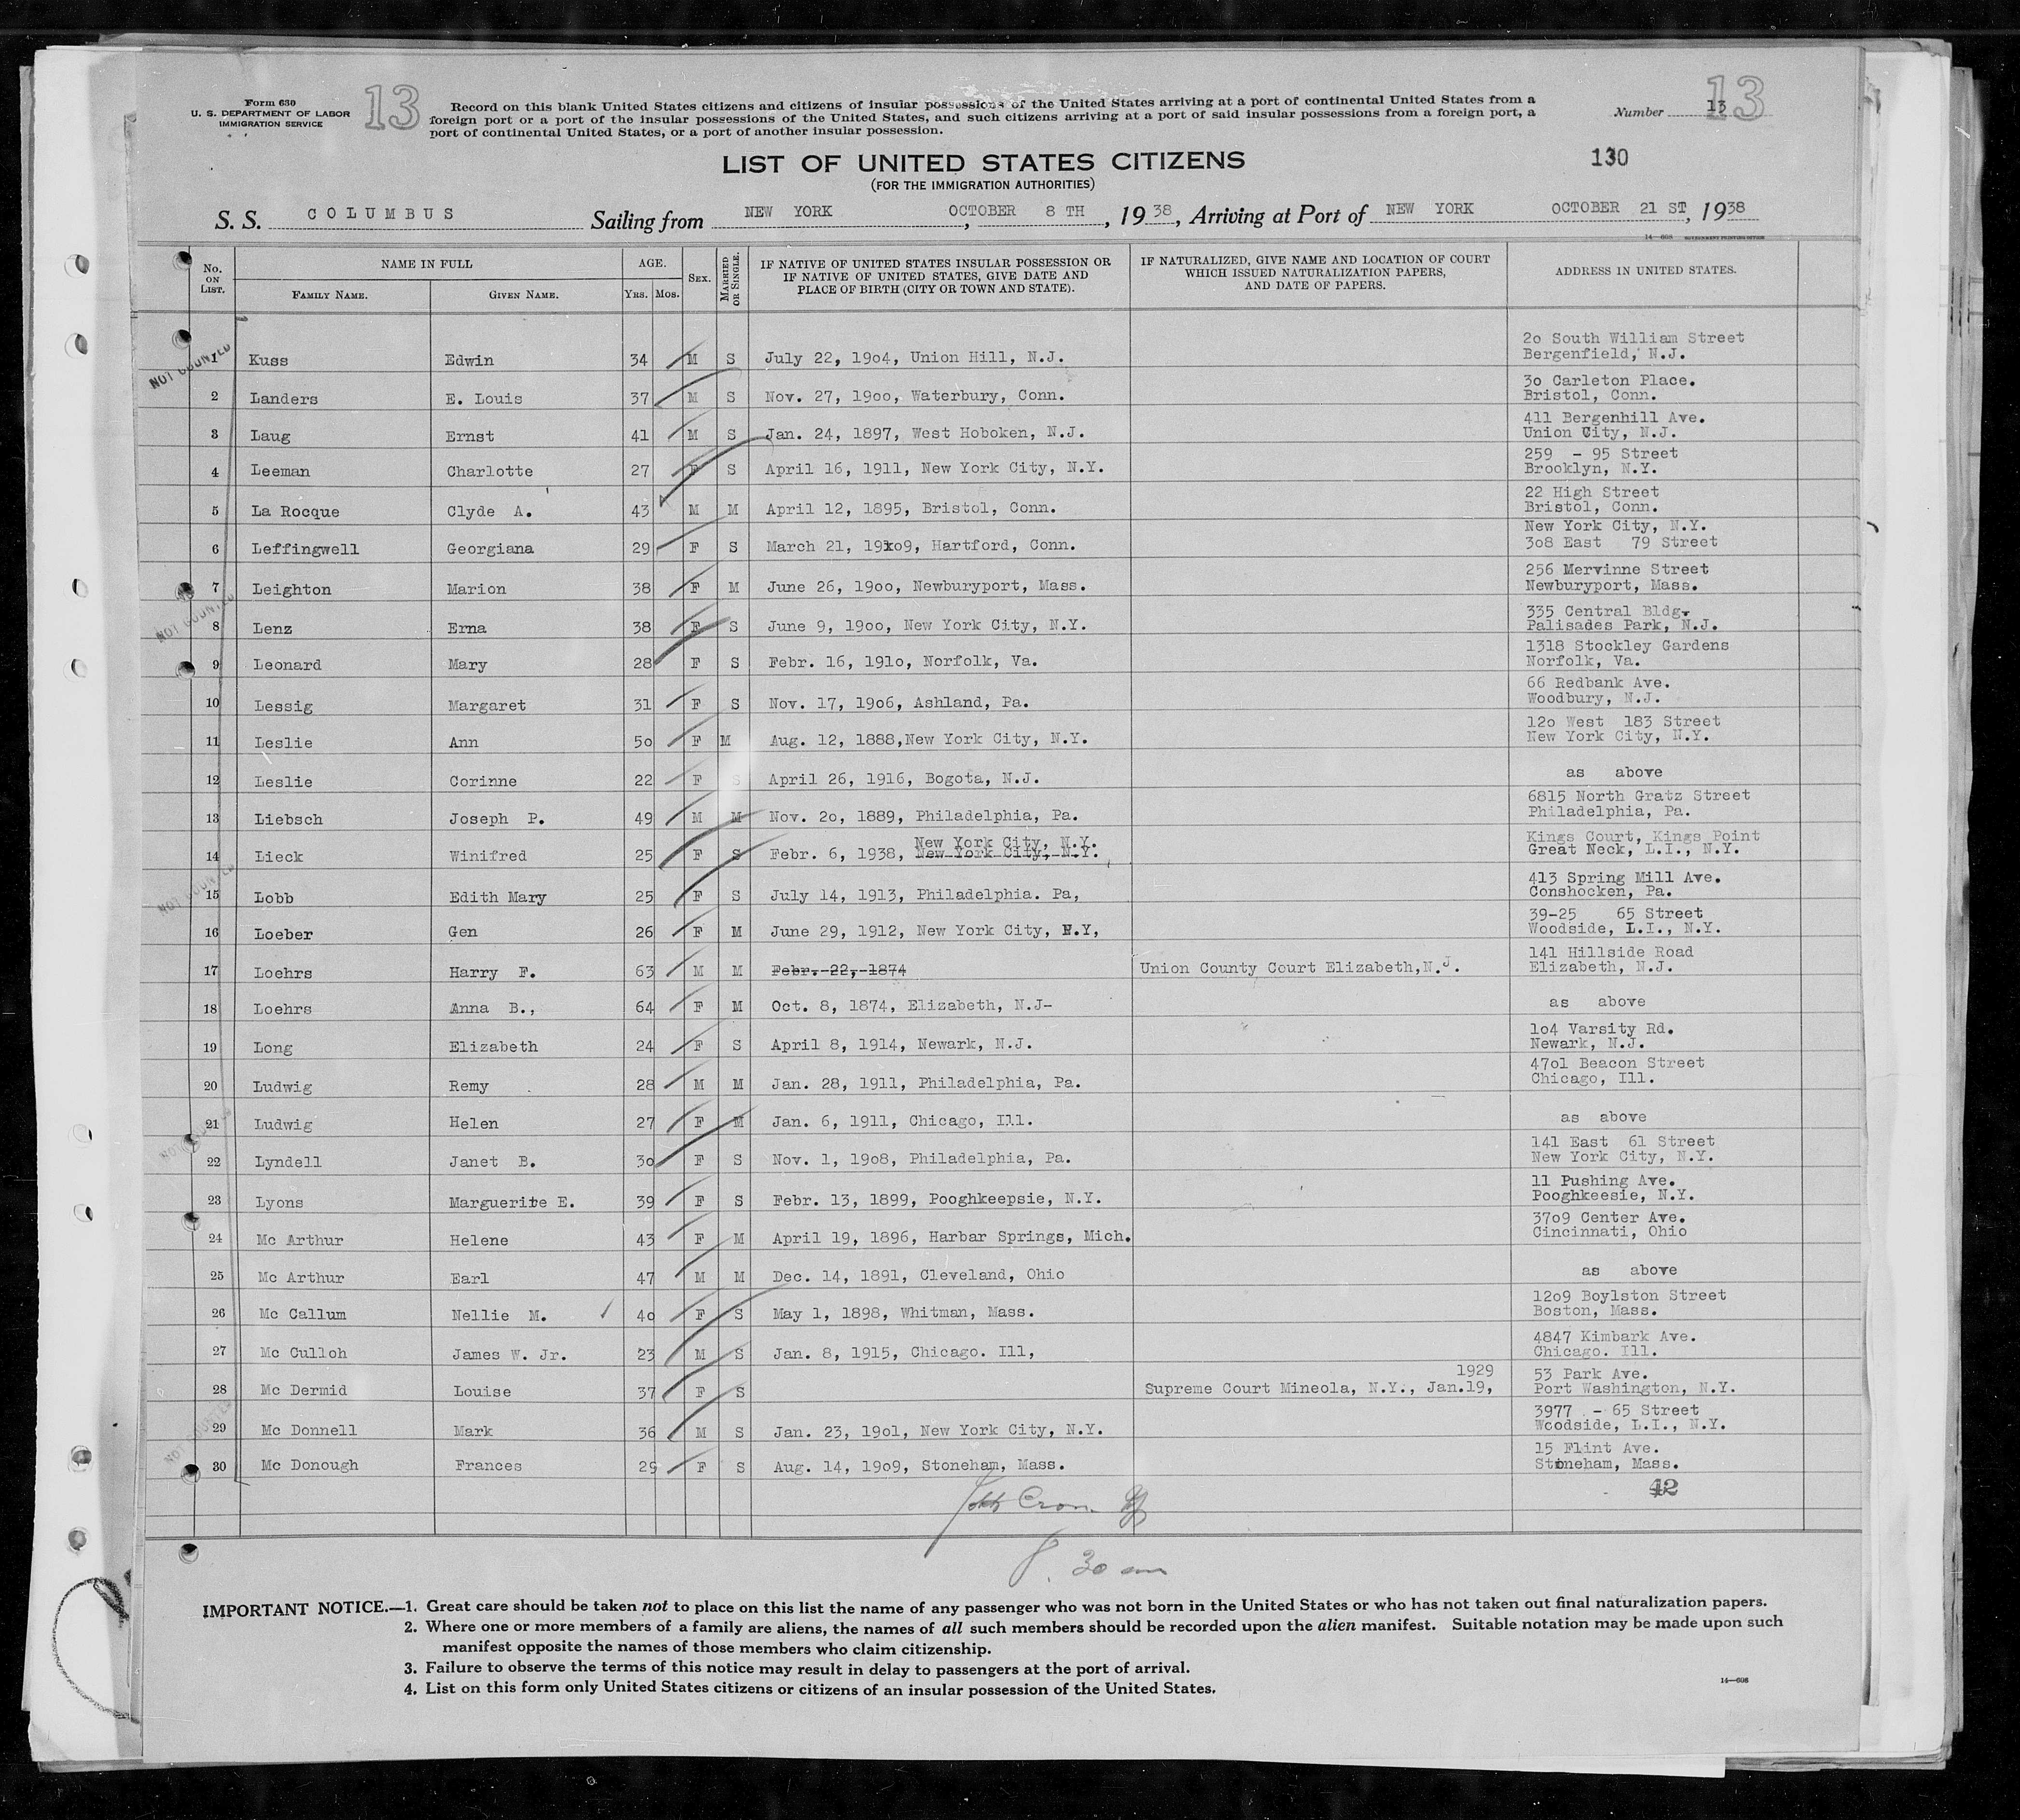 Form 630
U. S. DEPARTMENT OF LABOR
IMMIGRATION SERVICE
13
Record on this blank United States citizens and citizens of insular possessions of the United States arriving at a port of continental United States from a
foreign port or a port of the insular possessions of the United States, and such citizens arriving at a port of said insular possessions from a foreign port, a
port of continental United States, or a port of another insular possession.
Number 13
13
LIST OF UNITED STATES CITIZENS
130
(FOR THE IMMIGRATION AUTHORITIES)
S. S. COLUMBUS Sailing from NEW YORK, OCTOBER 8 TH, 1938, Arriving at Port of NEW YORK OCTOBER 21 ST, 1938
14-698 GOVERNMENT PRINTING OFFICE
No. ON LIST. NAME IN FULL AGE. SEX. MARRIED OR SINGLE. IF NATIVE OF UNITED STATES INSULAR POSSESSION OR IF NATIVE OF UNITED STATES, GIVE DATE AND PLACE OF BIRTH (CITY OR TOWN AND STATE). IF NATURALIZED, GIVE NAME AND LOCATION OF COURT WHICH ISSUED NATURALIZATION PAPERS, AND DATE OF PAPERS. ADDRESS IN UNITED STATES.
FAMILY NAME. GIVEN NAME. YRS. MOS.
20 South William Street
NOT COUNTED 1 Kuss Edwin 34 M S July 22, 1904, Union Hill, N.J. Bergenfield, N.J.
30 Carleton Place.
2 Landers E. Louis 37 M S Nov. 27, 1900, Waterbury, Conn. Bristol, Conn.
411 Bergenhill Ave.
3 Laug Ernst 41 M S Jan. 24, 1897, West Hoboken, N.J. Union City, N.J.
259 - 95 Street
4 Leeman Charlotte 27 F S April 16, 1911, New York City, N.Y. Brooklyn, N.Y.
22 High Street
5 La Rocque Clyde A. 43 M M April 12, 1895, Bristol, Conn. Bristol, Conn.
New York City, N.Y.
6 Leffingwell Georgiana 29 F S March 21, 19x09, Hartford, Conn. 308 East 79 Street
256 Mervinne Street
7 Leighton Marion 38 F M June 26, 1900, Newburyport, Mass. Newburyport, Mass.
335 Central Bldg.
NOT COUNTED 8 Lenz Erna 38 F S June 9, 1900, New York City, N.Y. Palisades Park, N.J.
1318 Stockley Gardens
9 Leonard Mary 28 F S Febr. 16, 1910, Norfolk, Va. Norfolk, Va.
66 Redbank Ave.
10 Lessig Margaret 31 F S Nov. 17, 1906, Ashland, Pa. Woodbury, N.J.
120 West 183 Street
11 Leslie Ann 50 F M Aug. 12, 1888,New York City, N.Y. New York City, N.Y.
12 Leslie Corinne 22 F S April 26, 1916, Bogota, N.J. as above
6815 North Gratz Street
13 Liebsch Joseph P. 49 M M Nov. 20, 1889, Philadelphia, Pa. Philadelphia, Pa.
New York City, N.Y. Kings Court, Kings Point
14 Lieck Winifred 25 F S Febr. 6, 1938, New York City, N.Y. Great Neck, L.I., N.Y.
413 Spring Mill Ave.
NOT COUNTED 15 Lobb Edith Mary 25 F S July 14, 1913, Philadelphia. Pa, Conshocken, Pa.
39-25 65 Street
16 Loeber Gen 26 F M June 29, 1912, New York City, N.Y, Woodside, L.I., N.Y.
141 Hillside Road
17 Loehrs Harry F. 63 M M Febr. 22, 1874 Union County Court Elizabeth,N.J. Elizabeth, N.J.
18 Loehrs Anna B., 64 F M Oct. 8, 1874, Elizabeth, N.J- as above
104 Varsity Rd.
19 Long Elizabeth 24 F S April 8, 1914, Newark, N.J. Newark, N.J.
4701 Beacon Street
20 Ludwig Remy 28 M M Jan. 28, 1911, Philadelphia, Pa. Chicago, Ill.
21 Ludwig Helen 27 F M Jan. 6, 1911, Chicago, Ill. as above
141 East 61 Street
22 Lyndell Janet B. 30 F S Nov. 1, 1908, Philadelphia, Pa. New York City, N.Y.
11 Pushing Ave.
23 Lyons Marguerite E. 39 F S Febr. 13, 1899, Pooghkeepsie, N.Y. Pooghkeesie, N.Y.
3709 Center Ave.
24 Mc Arthur Helene 43 F M April 19, 1896, Harbar Springs, Mich. Cincinnati, Ohio
25 Mc Arthur Earl 47 M M Dec. 14, 1891, Cleveland, Ohio as above
1209 Boylston Street
26 Mc Callum Nellie M. 40 F S May 1, 1898, Whitman, Mass. Boston, Mass.
4847 Kimbark Ave.
27 Mc Culloh James W. Jr. 23 M S Jan. 8, 1915, Chicago. Ill, Chicago. Ill.
1929 53 Park Ave.
28 Mc Dermid Louise 37 F S Supreme Court Mineola, N.Y., Jan.19, Port Washington, N.Y.
3977 - 65 Street
29 Mc Donnell Mark 36 M S Jan. 23, 1901, New York City, N.Y. Woodside, L.I., N.Y.
15 Flint Ave.
30 Mc Donough Frances 29 F S Aug. 14, 1909, Stoneham, Mass. Stoneham, Mass.
42
8. 30 am
IMPORTANT NOTICE.—1. Great care should be taken not to place on this list the name of any passenger who was not born in the United States or who has not taken out final naturalization papers.
2. Where one or more members of a family are aliens, the names of all such members should be recorded upon the alien manifest. Suitable notation may be made upon such
manifest opposite the names of those members who claim citizenship.
3. Failure to observe the terms of this notice may result in delay to passengers at the port of arrival.
4. List on this form only United States citizens or citizens of an insular possession of the United States.
14—698